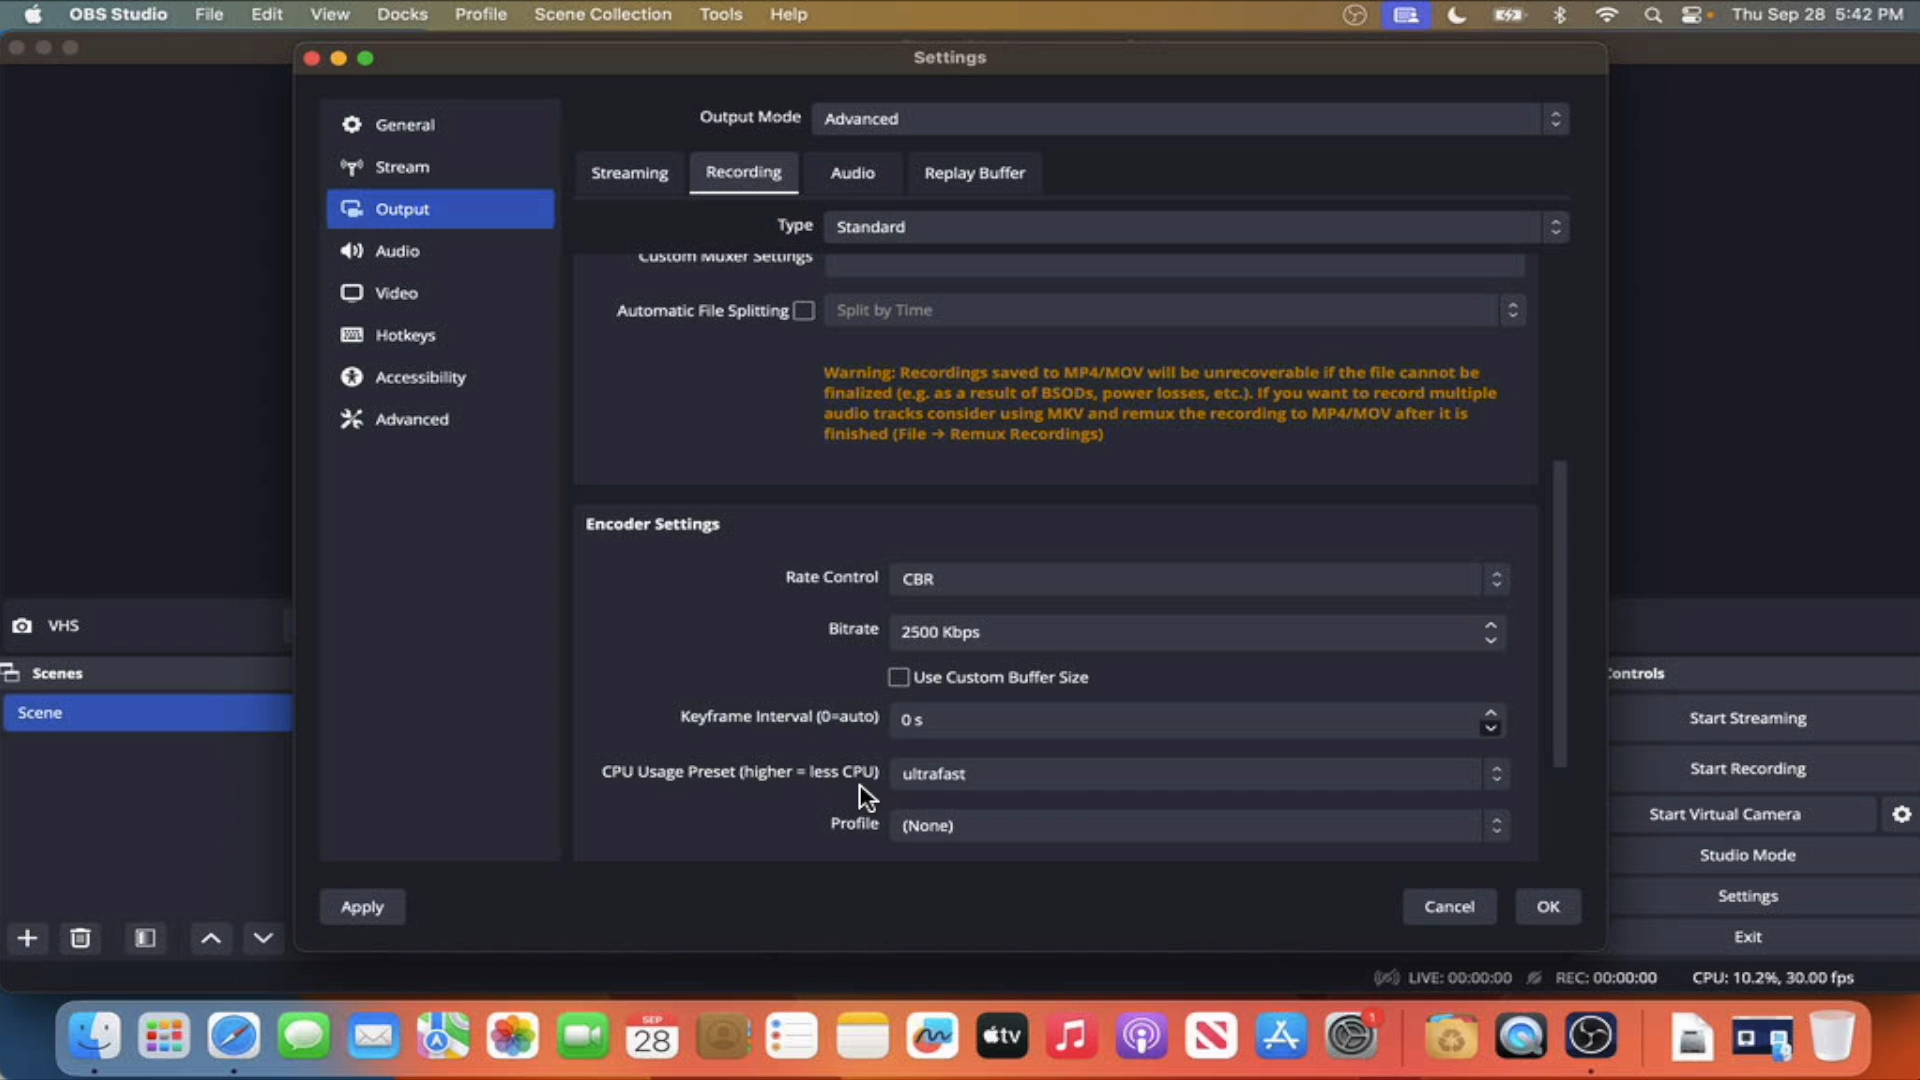 OBS Studio File Edit View Docks Profile Scene Collection Tools Help Thu Sep 28 5:42 PM
Settings
General
Stream
Output
Audio
Video
Hotkeys
Accessibility
Advanced
Output Mode Advanced
Streaming Recording Audio Replay Buffer
Type Standard
Custom Muxer Settings
Automatic File Splitting Split by Time
Warning: Recordings saved to MP4/MOV will be unrecoverable if the file cannot be
finalized (e.g. as a result of BSODs, power losses, etc.). If you want to record multiple
audio tracks consider using MKV and remux the recording to MP4/MOV after it is
finished (File → Remux Recordings)
Encoder Settings
Rate Control CBR
Bitrate 2500 Kbps
Use Custom Buffer Size
Keyframe Interval (0=auto) 0 s
CPU Usage Preset (higher = less CPU) ultrafast
Profile (None)
Apply Cancel OK
VHS
Scenes
Scene
Controls
Start Streaming
Start Recording
Start Virtual Camera
Studio Mode
Settings
Exit
LIVE: 00:00:00 REC: 00:00:00 CPU: 10.2%, 30.00 fps
SEP
28
tv
1